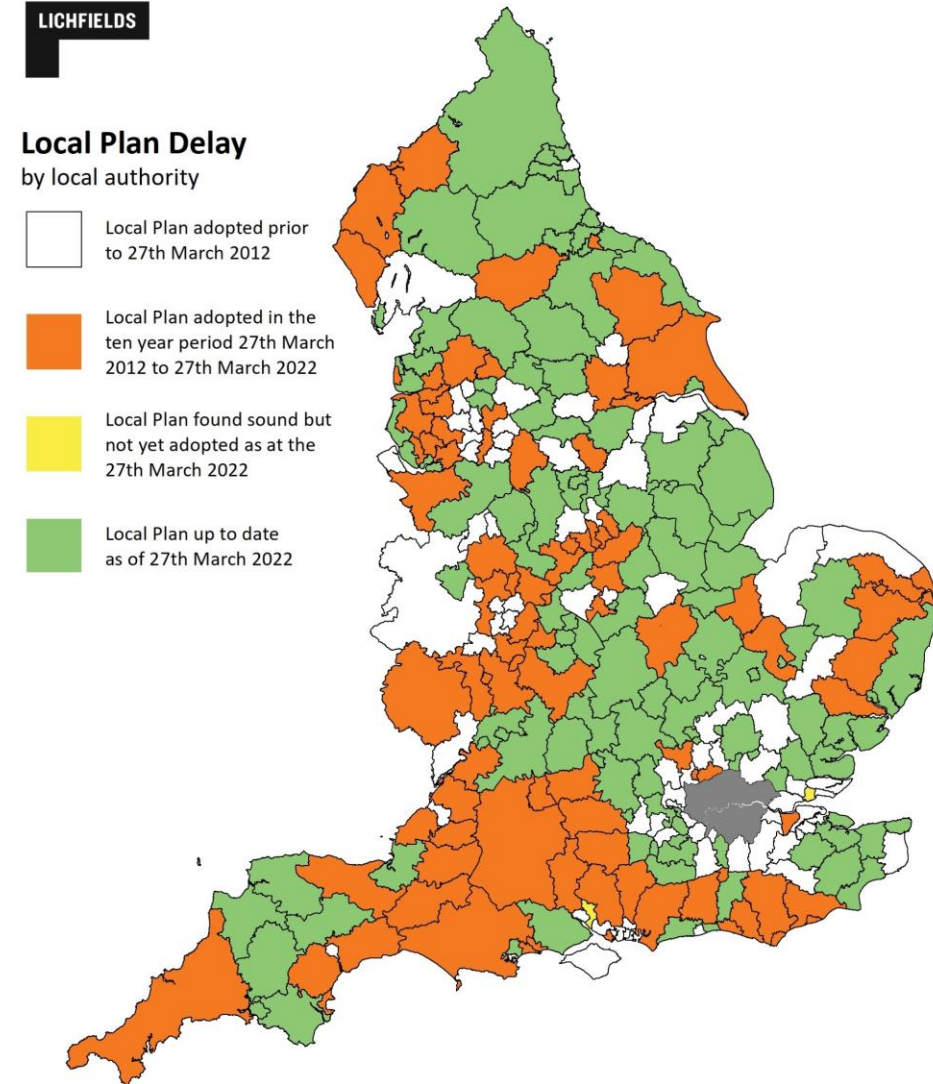 LICHFIELDS
Local Plan Delay
by local authority
Local Plan adopted prior
to 27th March 2012
Local Plan adopted in the
ten year period 27th March
2012 to 27th March 2022
Local Plan found sound but
not yet adopted as at the
27th March 2022
Local Plan up to date
as of 27th March 2022